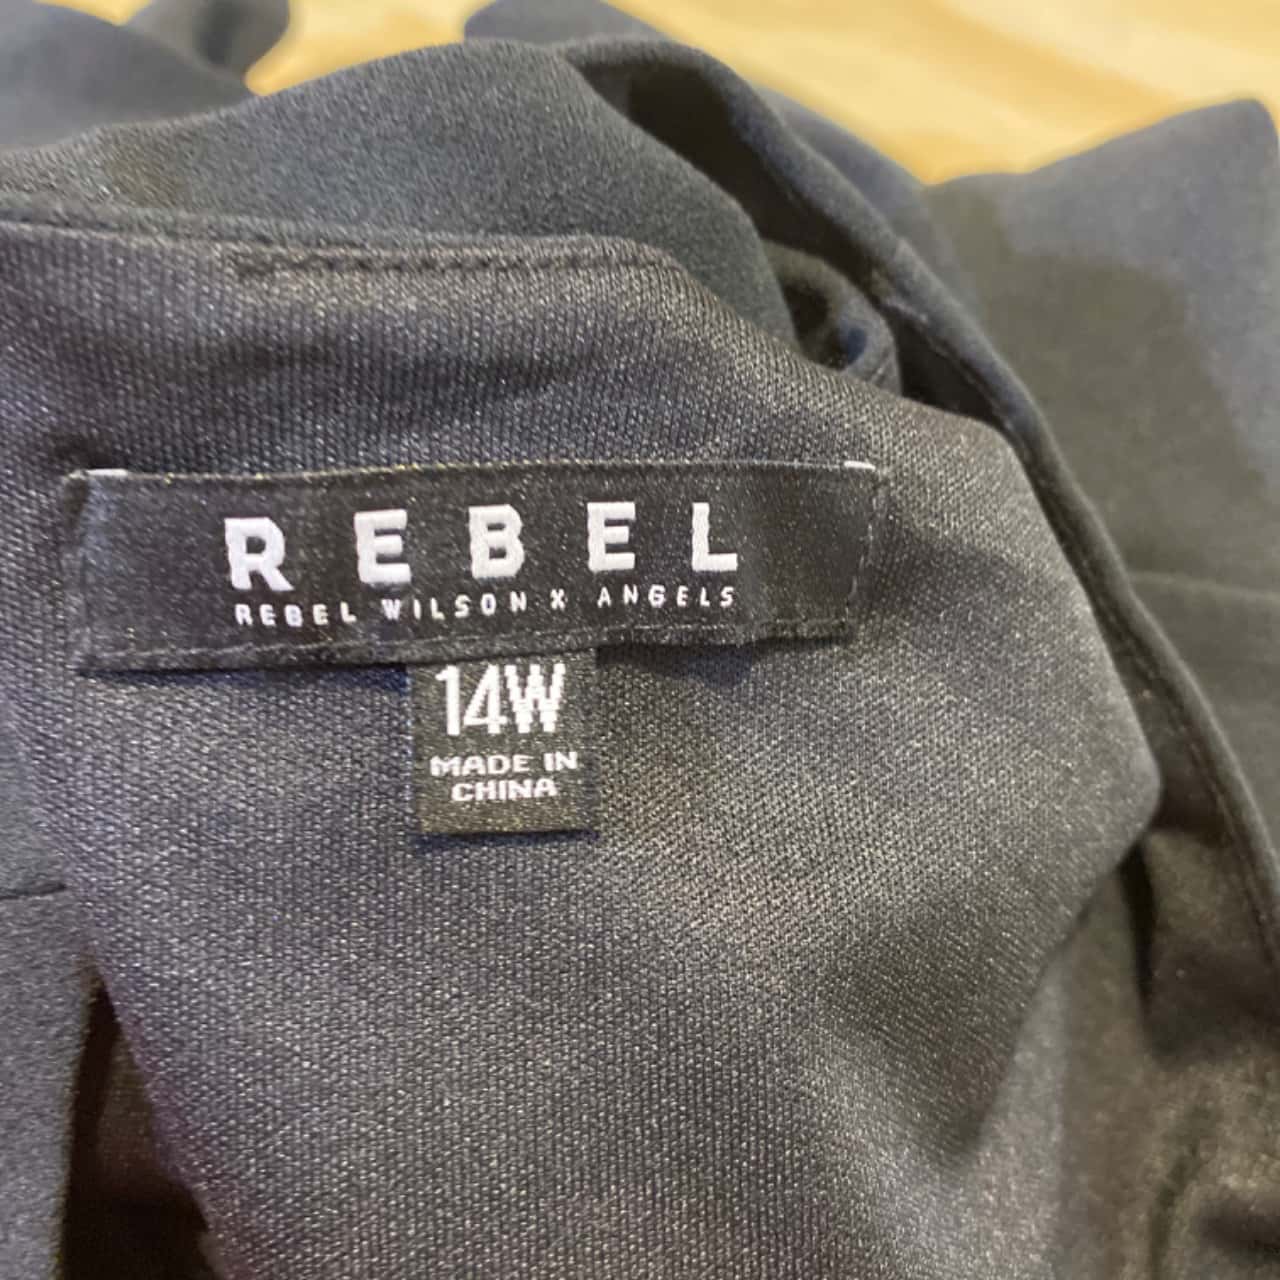 REBEL
REBEL WILSON X ANGELS
14W
MADE IN
CHINA